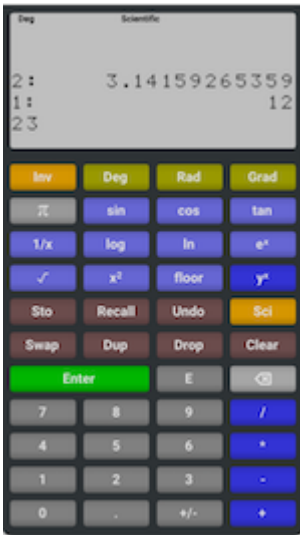 Deg Scientific
2: 3.14159265359
1: 12
23
Inv Deg Rad Grad
π sin cos tan
1/x log ln eˣ
√ x² floor yˣ
Sto Recall Undo Sci
Swap Dup Drop Clear
Enter E
7 8 9 /
4 5 6 *
1 2 3 -
0 . +/- +